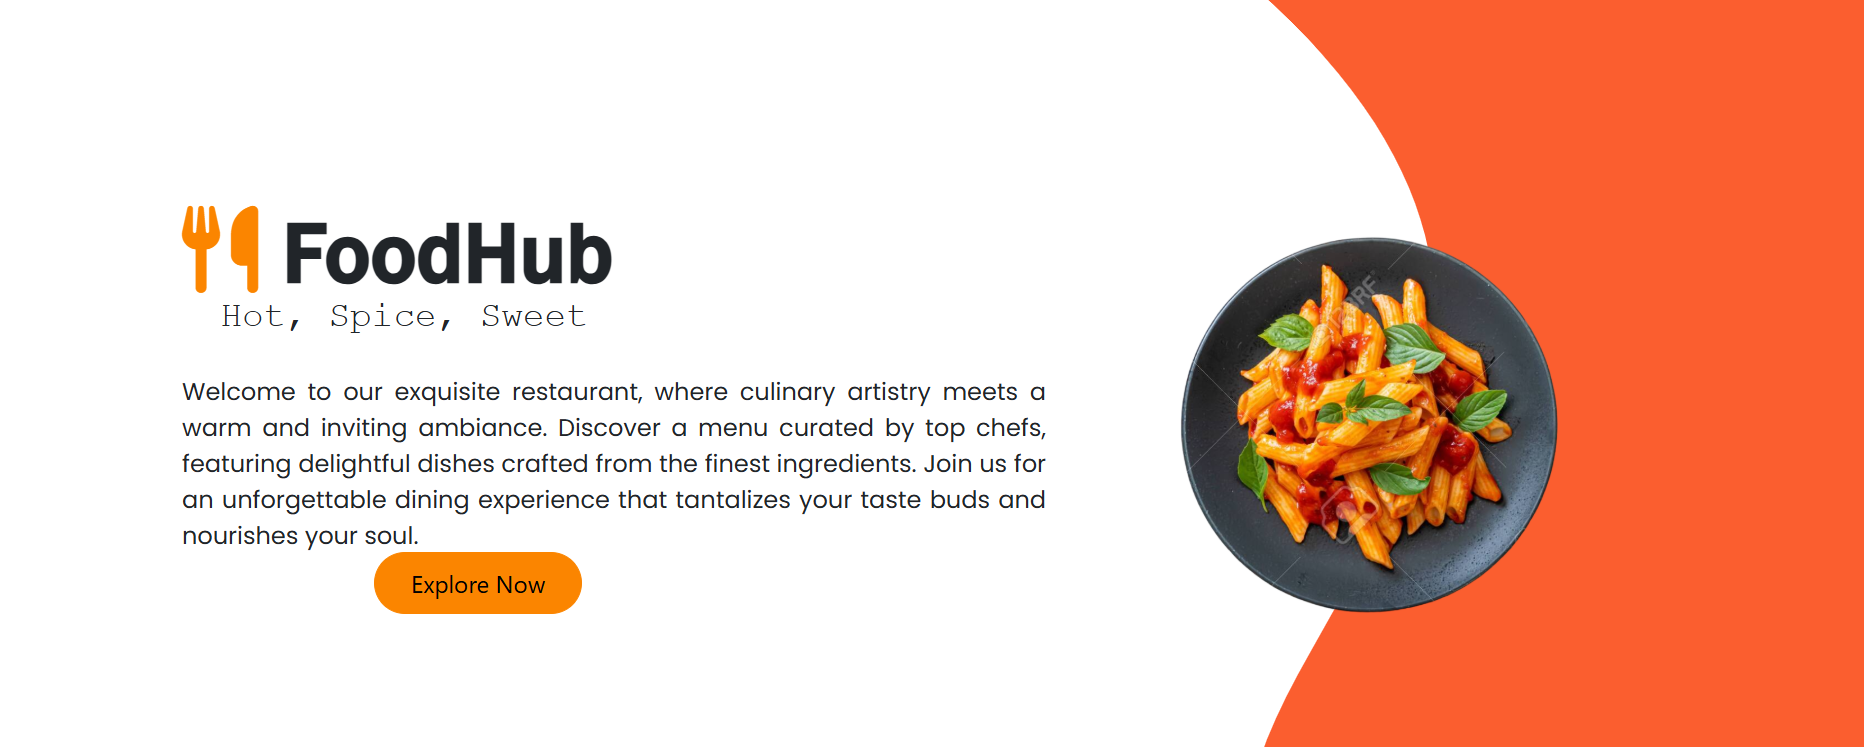 FoodHub
Hot, Spice, Sweet
Welcome to our exquisite restaurant, where culinary artistry meets a
warm and inviting ambiance. Discover a menu curated by top chefs,
featuring delightful dishes crafted from the finest ingredients. Join us for
an unforgettable dining experience that tantalizes your taste buds and
nourishes your soul.
Explore Now